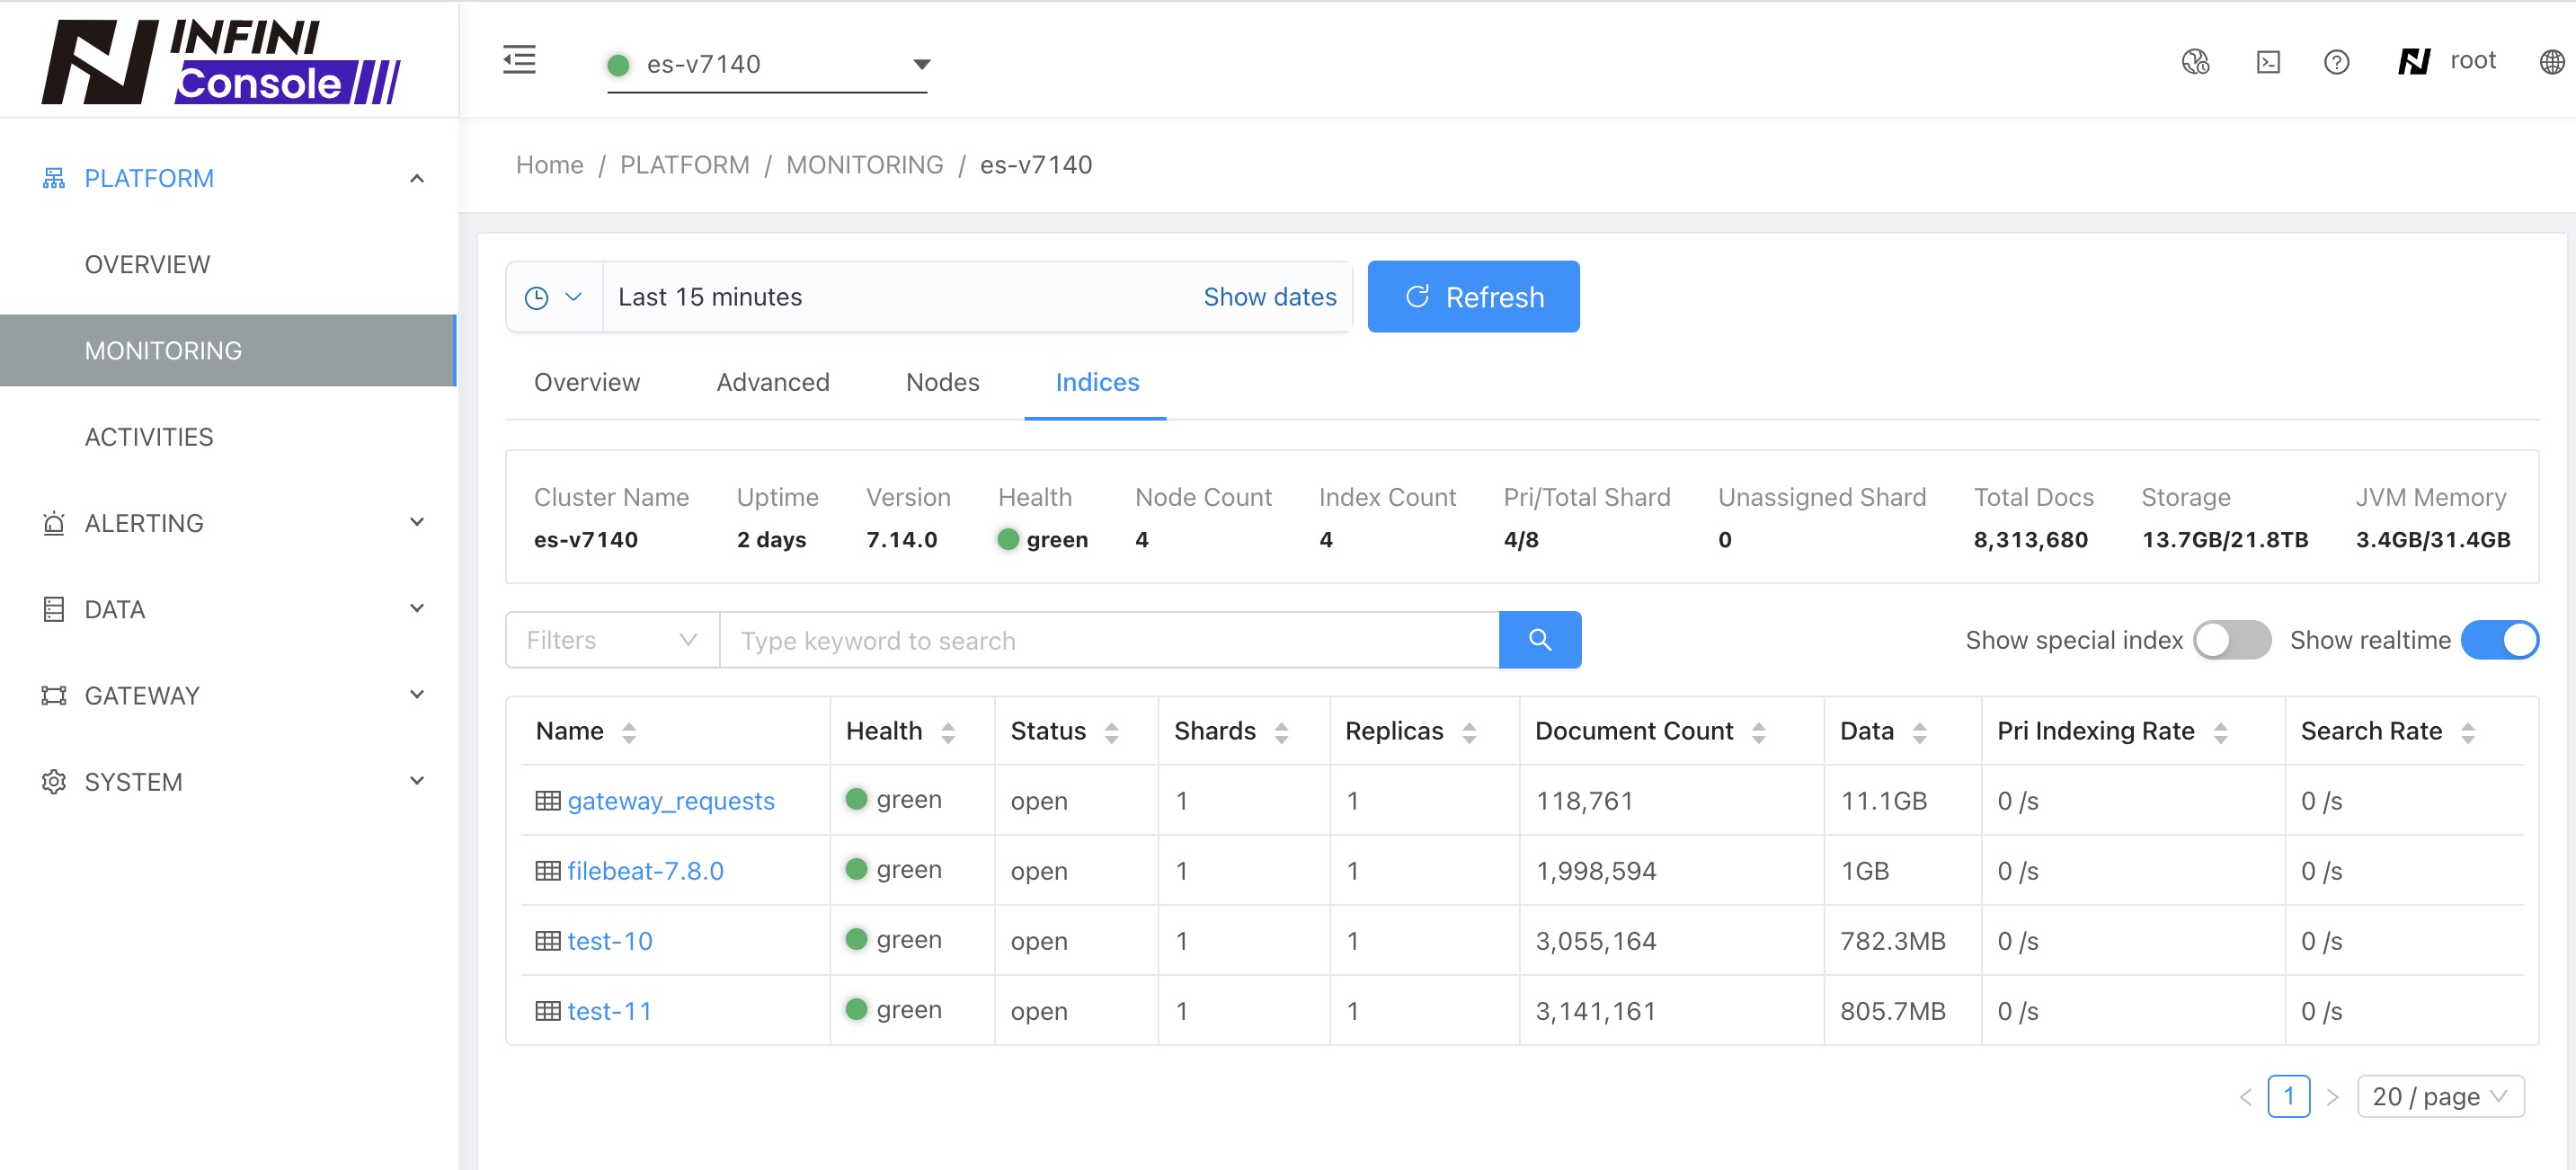 INFINI
Console
es-v7140
root
Home / PLATFORM / MONITORING / es-v7140
PLATFORM
OVERVIEW
MONITORING
ACTIVITIES
ALERTING
DATA
GATEWAY
SYSTEM
Last 15 minutes Show dates Refresh
Overview Advanced Nodes Indices
Cluster Name Uptime Version Health Node Count Index Count Pri/Total Shard Unassigned Shard Total Docs Storage JVM Memory
es-v7140 2 days 7.14.0 green 4 4 4/8 0 8,313,680 13.7GB/21.8TB 3.4GB/31.4GB
Filters Type keyword to search Show special index Show realtime
Name Health Status Shards Replicas Document Count Data Pri Indexing Rate Search Rate
gateway_requests green open 1 1 118,761 11.1GB 0 /s 0 /s
filebeat-7.8.0 green open 1 1 1,998,594 1GB 0 /s 0 /s
test-10 green open 1 1 3,055,164 782.3MB 0 /s 0 /s
test-11 green open 1 1 3,141,161 805.7MB 0 /s 0 /s
< 1 > 20 / page